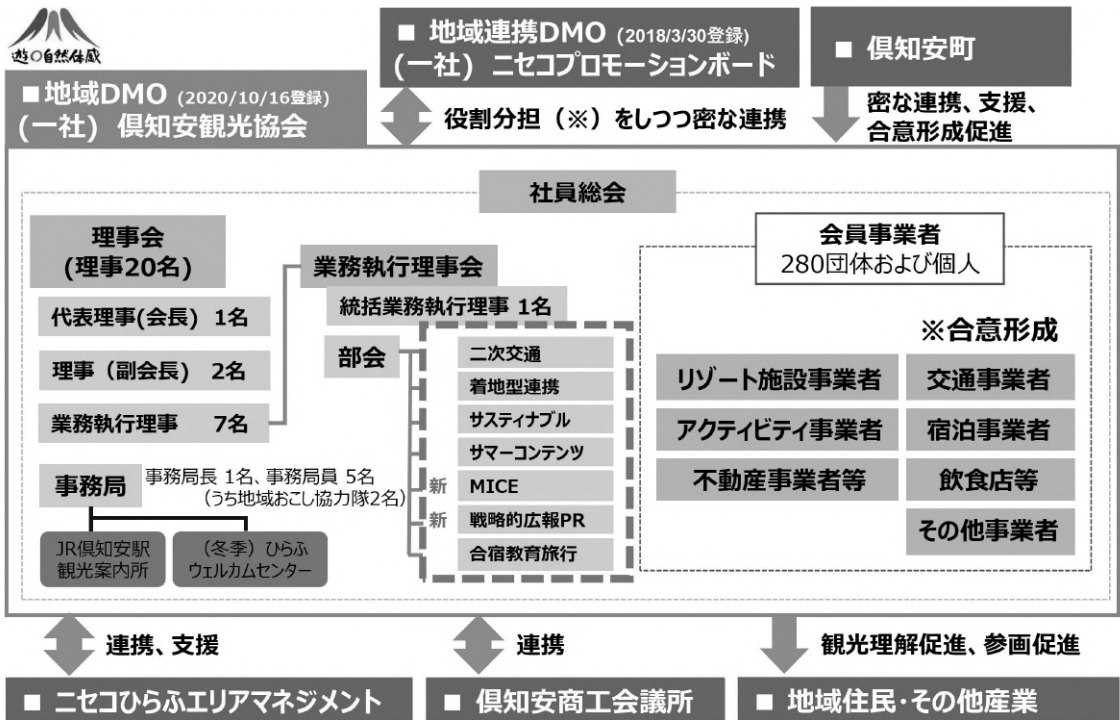 遊の自然体感
■ 地域DMO (2020/10/16登録)
(一社) 倶知安観光協会
■ 地域連携DMO (2018/3/30登録)
(一社) ニセコプロモーションボード
■ 倶知安町
役割分担（※）をしつつ密な連携
密な連携、支援、
合意形成促進
社員総会
理事会
(理事20名)
代表理事(会長) 1名
理事（副会長） 2名
業務執行理事 7名
業務執行理事会
統括業務執行理事 1名
部会
二次交通
着地型連携
サスティナブル
サマーコンテンツ
新 MICE
新 戦略的広報PR
合宿教育旅行
事務局
事務局長 1名、事務局員 5名
(うち地域おこし協力隊2名)
JR倶知安駅
観光案内所
（冬季）ひらふ
ウェルカムセンター
会員事業者
280団体および個人
※合意形成
リゾート施設事業者
交通事業者
アクティビティ事業者
宿泊事業者
不動産事業者等
飲食店等
その他事業者
連携、支援
連携
観光理解促進、参画促進
■ ニセコひらふエリアマネジメント
■ 倶知安商工会議所
■ 地域住民・その他産業